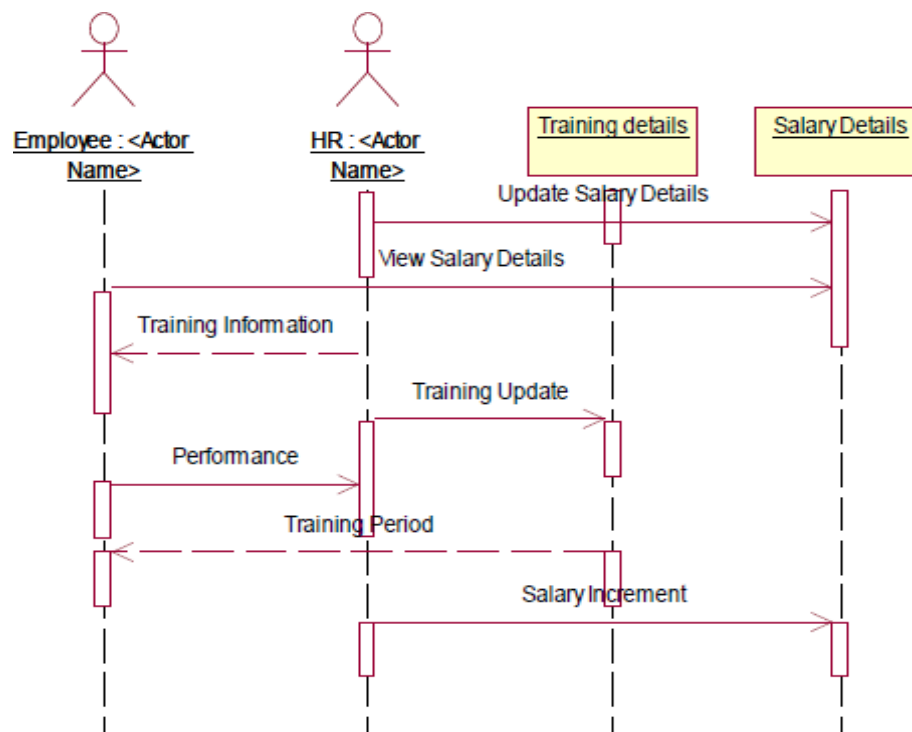 Employee : <Actor
Name>
HR : <Actor
Name>
Training details
Salary Details
Update Salary Details
View Salary Details
Training Information
Training Update
Performance
Training Period
Salary Increment